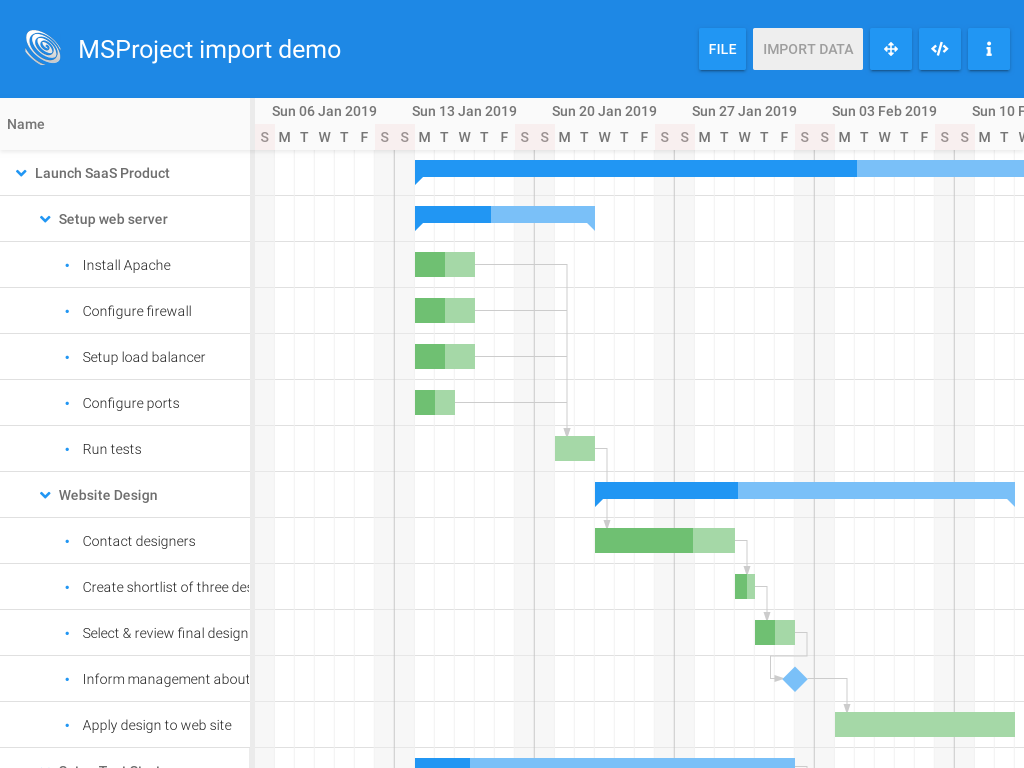 MSProject import demo
FILE
IMPORT DATA
Name
Sun 06 Jan 2019 Sun 13 Jan 2019 Sun 20 Jan 2019 Sun 27 Jan 2019 Sun 03 Feb 2019 Sun 10 F
S M T W T F S S M T W T F S S M T W T F S S M T W T F S S M T W T F S S M T W
Launch SaaS Product
Setup web server
Install Apache
Configure firewall
Setup load balancer
Configure ports
Run tests
Website Design
Contact designers
Create shortlist of three des
Select & review final design
Inform management about
Apply design to web site